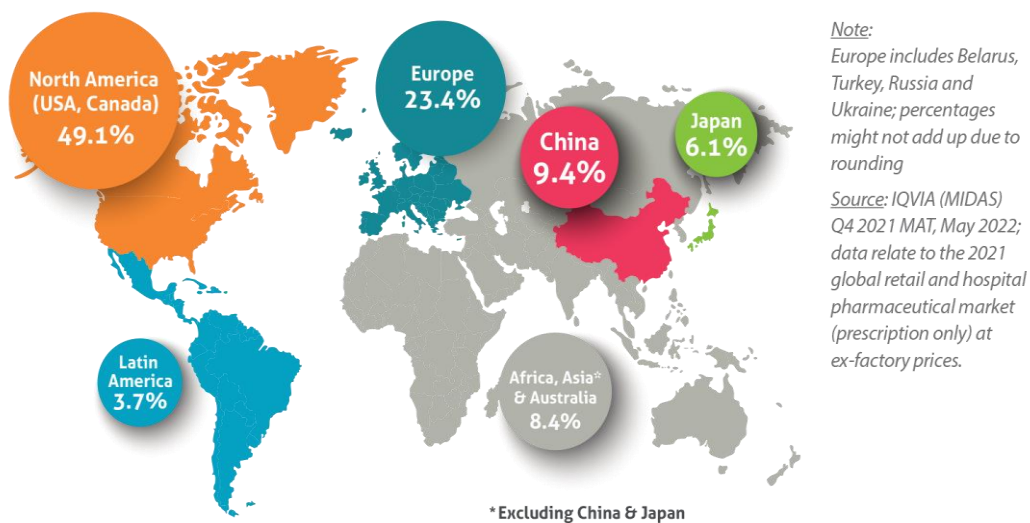 North America
(USA, Canada)
49.1%
Europe
23.4%
China
9.4%
Japan
6.1%
Latin
America
3.7%
Africa, Asia*
& Australia
8.4%
*Excluding China & Japan
Note:
Europe includes Belarus,
Turkey, Russia and
Ukraine; percentages
might not add up due to
rounding
Source: IQVIA (MIDAS)
Q4 2021 MAT, May 2022;
data relate to the 2021
global retail and hospital
pharmaceutical market
(prescription only) at
ex-factory prices.